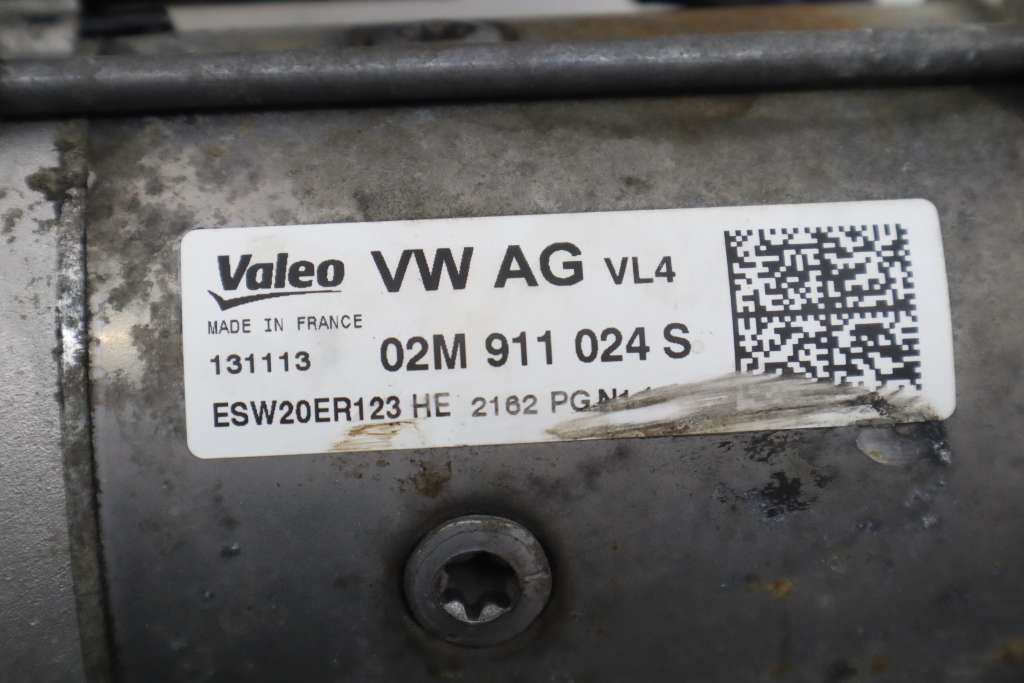 Valeo VW AG VL4
MADE IN FRANCE
131113 02M 911 024 S
ESW20ER123 HE 2162 PG